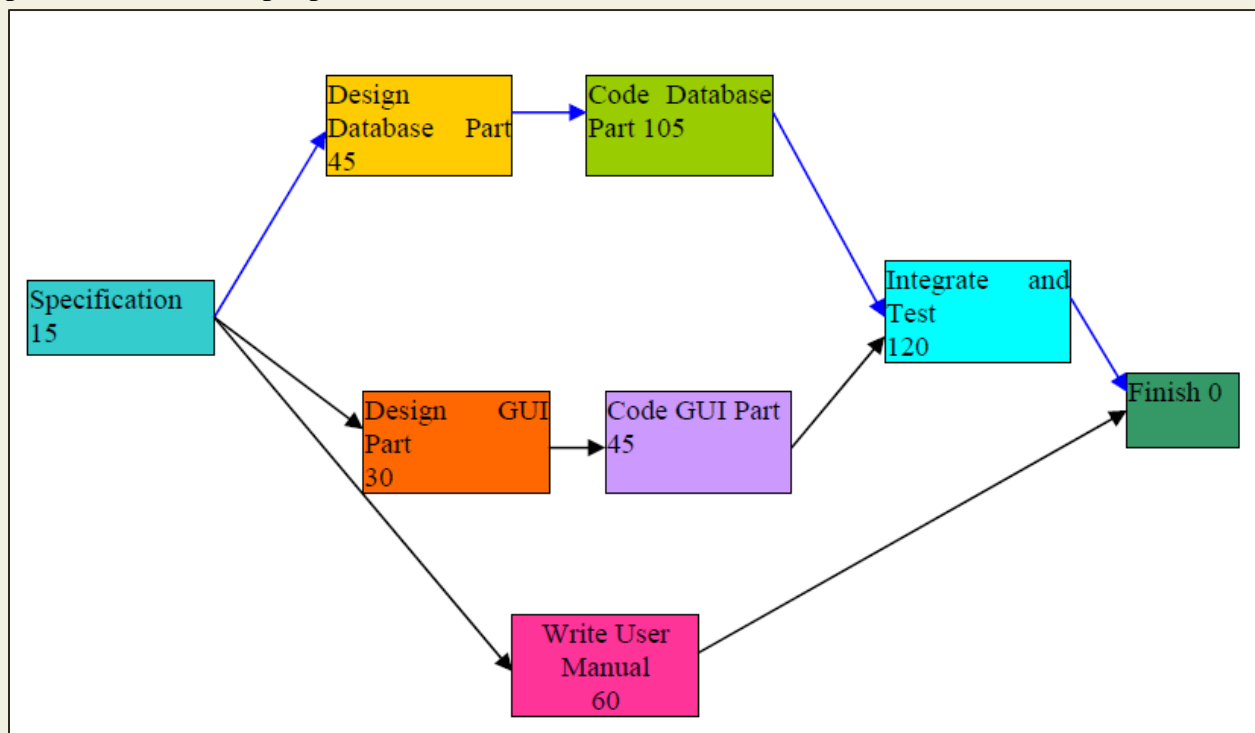 Design
Database Part
45
Code Database
Part 105
Specification
15
Integrate and
Test
120
Finish 0
Design GUI
Part
30
Code GUI Part
45
Write User
Manual
60